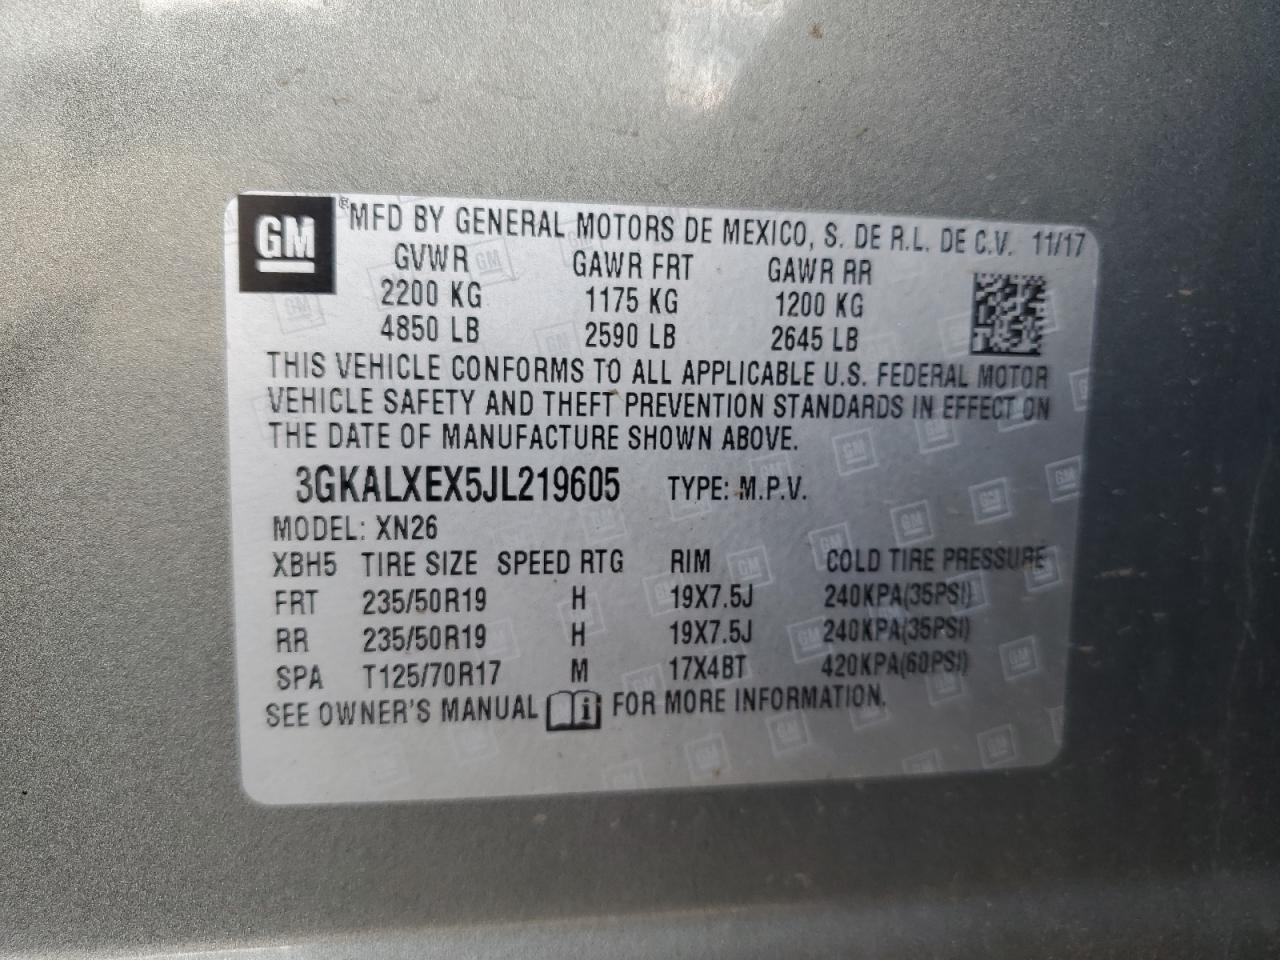 GM
® MFD BY GENERAL MOTORS DE MEXICO, S. DE R.L. DE C.V. 11/17
GVWR GAWR FRT GAWR RR
2200 KG 1175 KG 1200 KG
4850 LB 2590 LB 2645 LB
THIS VEHICLE CONFORMS TO ALL APPLICABLE U.S. FEDERAL MOTOR
VEHICLE SAFETY AND THEFT PREVENTION STANDARDS IN EFFECT ON
THE DATE OF MANUFACTURE SHOWN ABOVE.
3GKALXEX5JL219605 TYPE: M.P.V.
MODEL: XN26
XBH5 TIRE SIZE SPEED RTG RIM COLD TIRE PRESSURE
FRT 235/50R19 H 19X7.5J 240KPA(35PSI)
RR 235/50R19 H 19X7.5J 240KPA(35PSI)
SPA T125/70R17 M 17X4BT 420KPA(60PSI)
SEE OWNER'S MANUAL i FOR MORE INFORMATION.